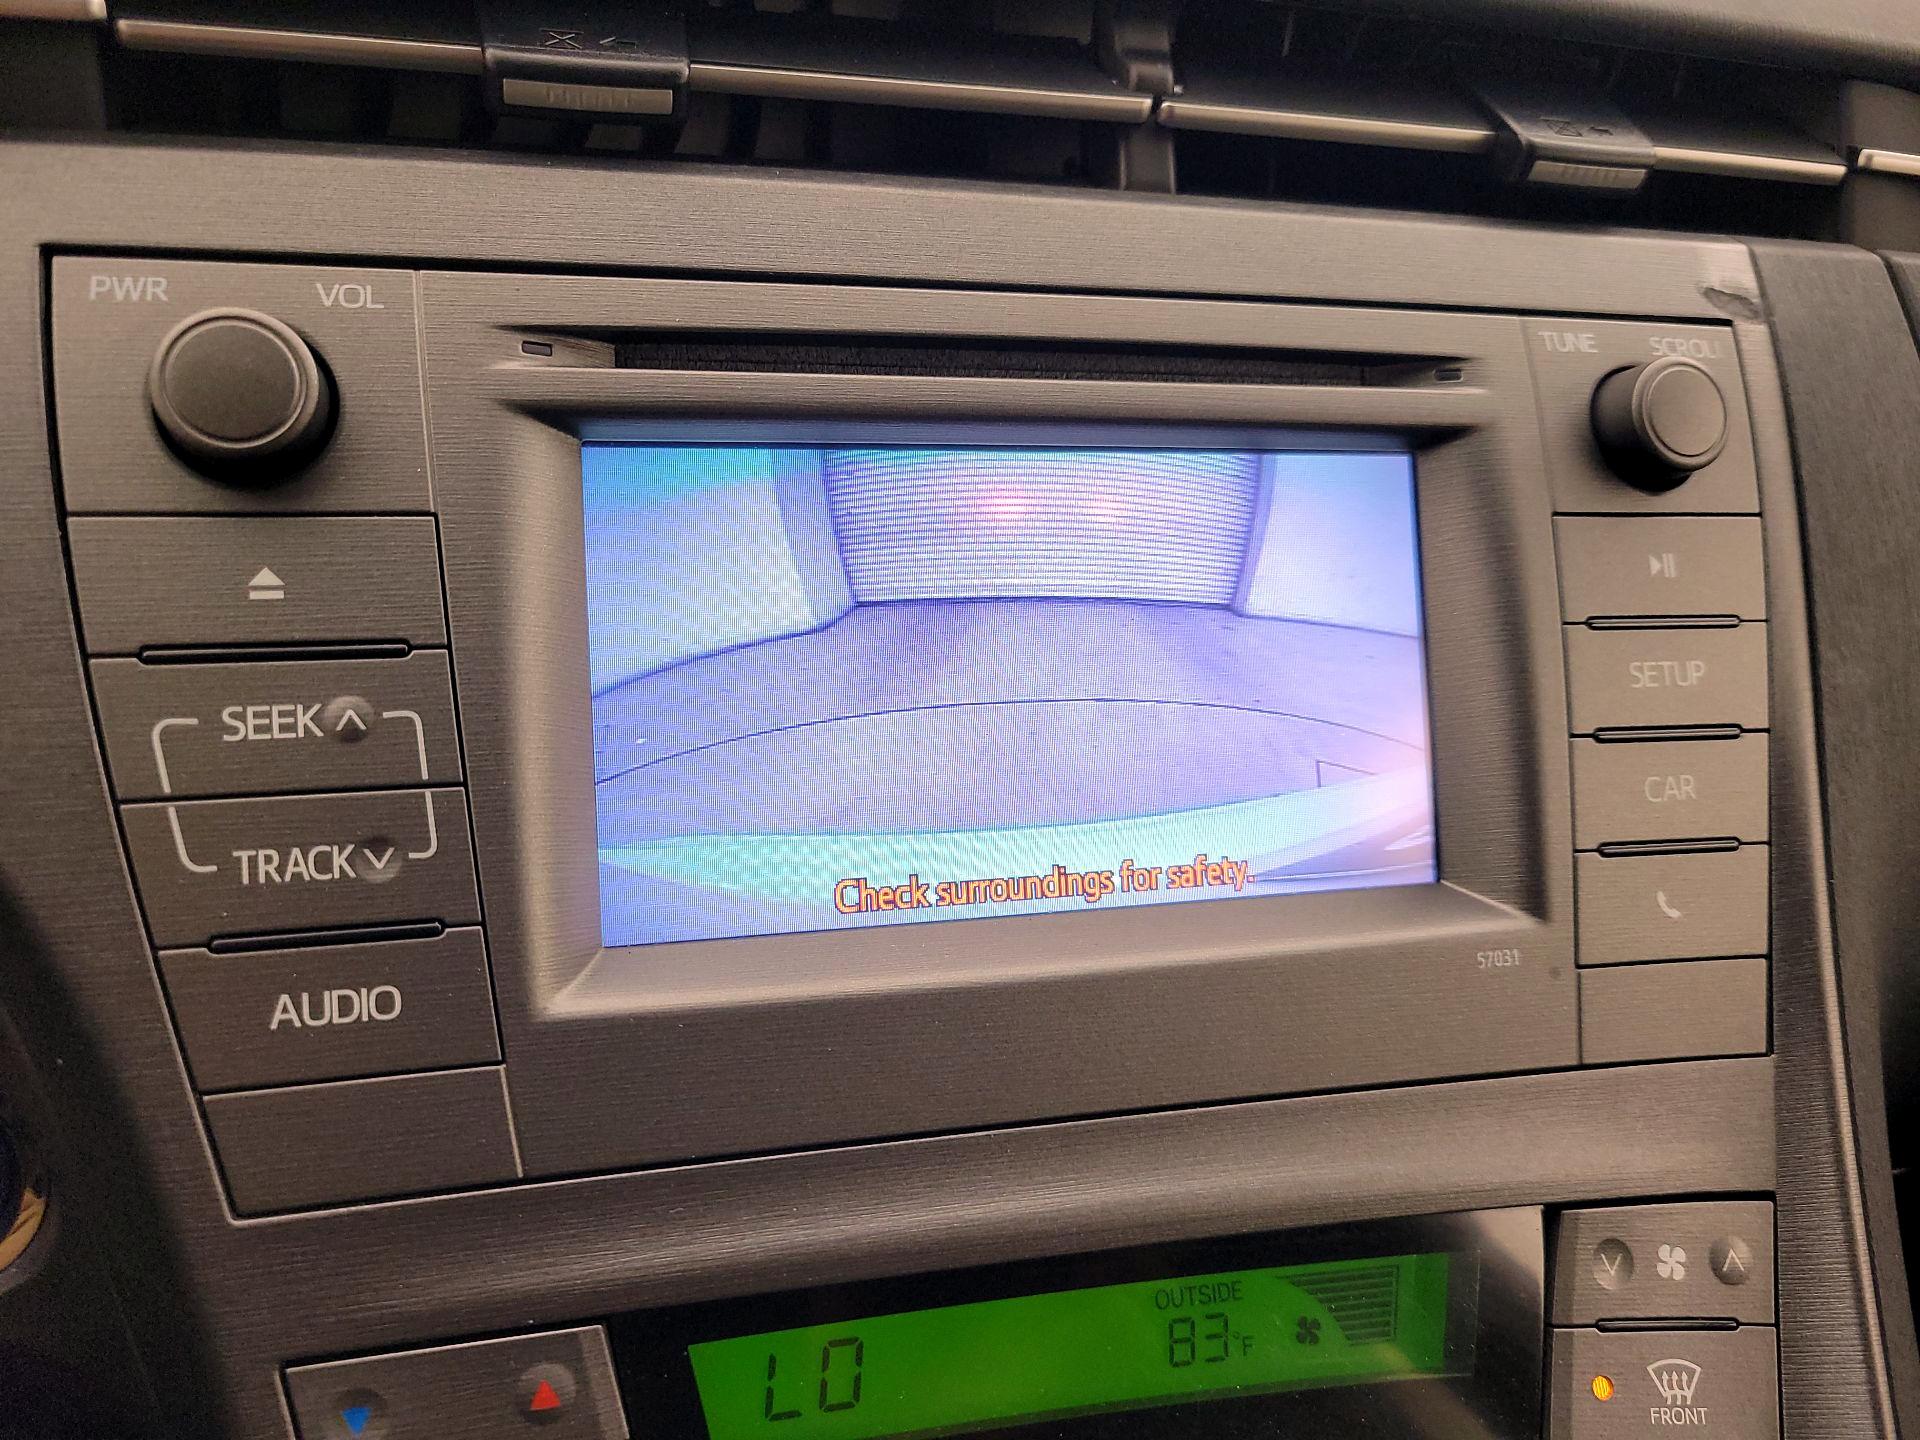 PWR VOL
TUNE SCROLL
SEEK
SETUP
TRACK
CAR
Check surroundings for safety.
57031
AUDIO
OUTSIDE
83°F
LO
FRONT